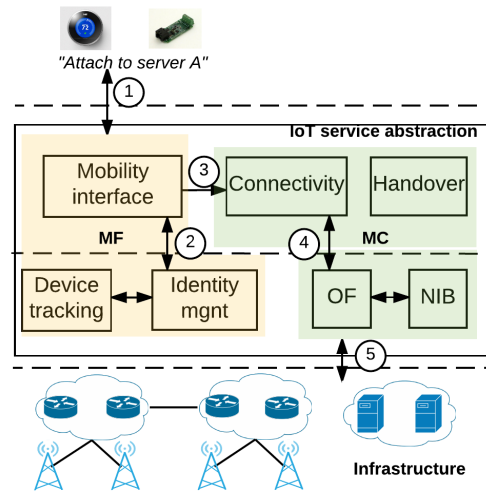 "Attach to server A"
1
IoT service abstraction
Mobility
interface
3
Connectivity
Handover
MF
2
4
MC
Device
tracking
Identity
mgnt
OF
NIB
5
Infrastructure